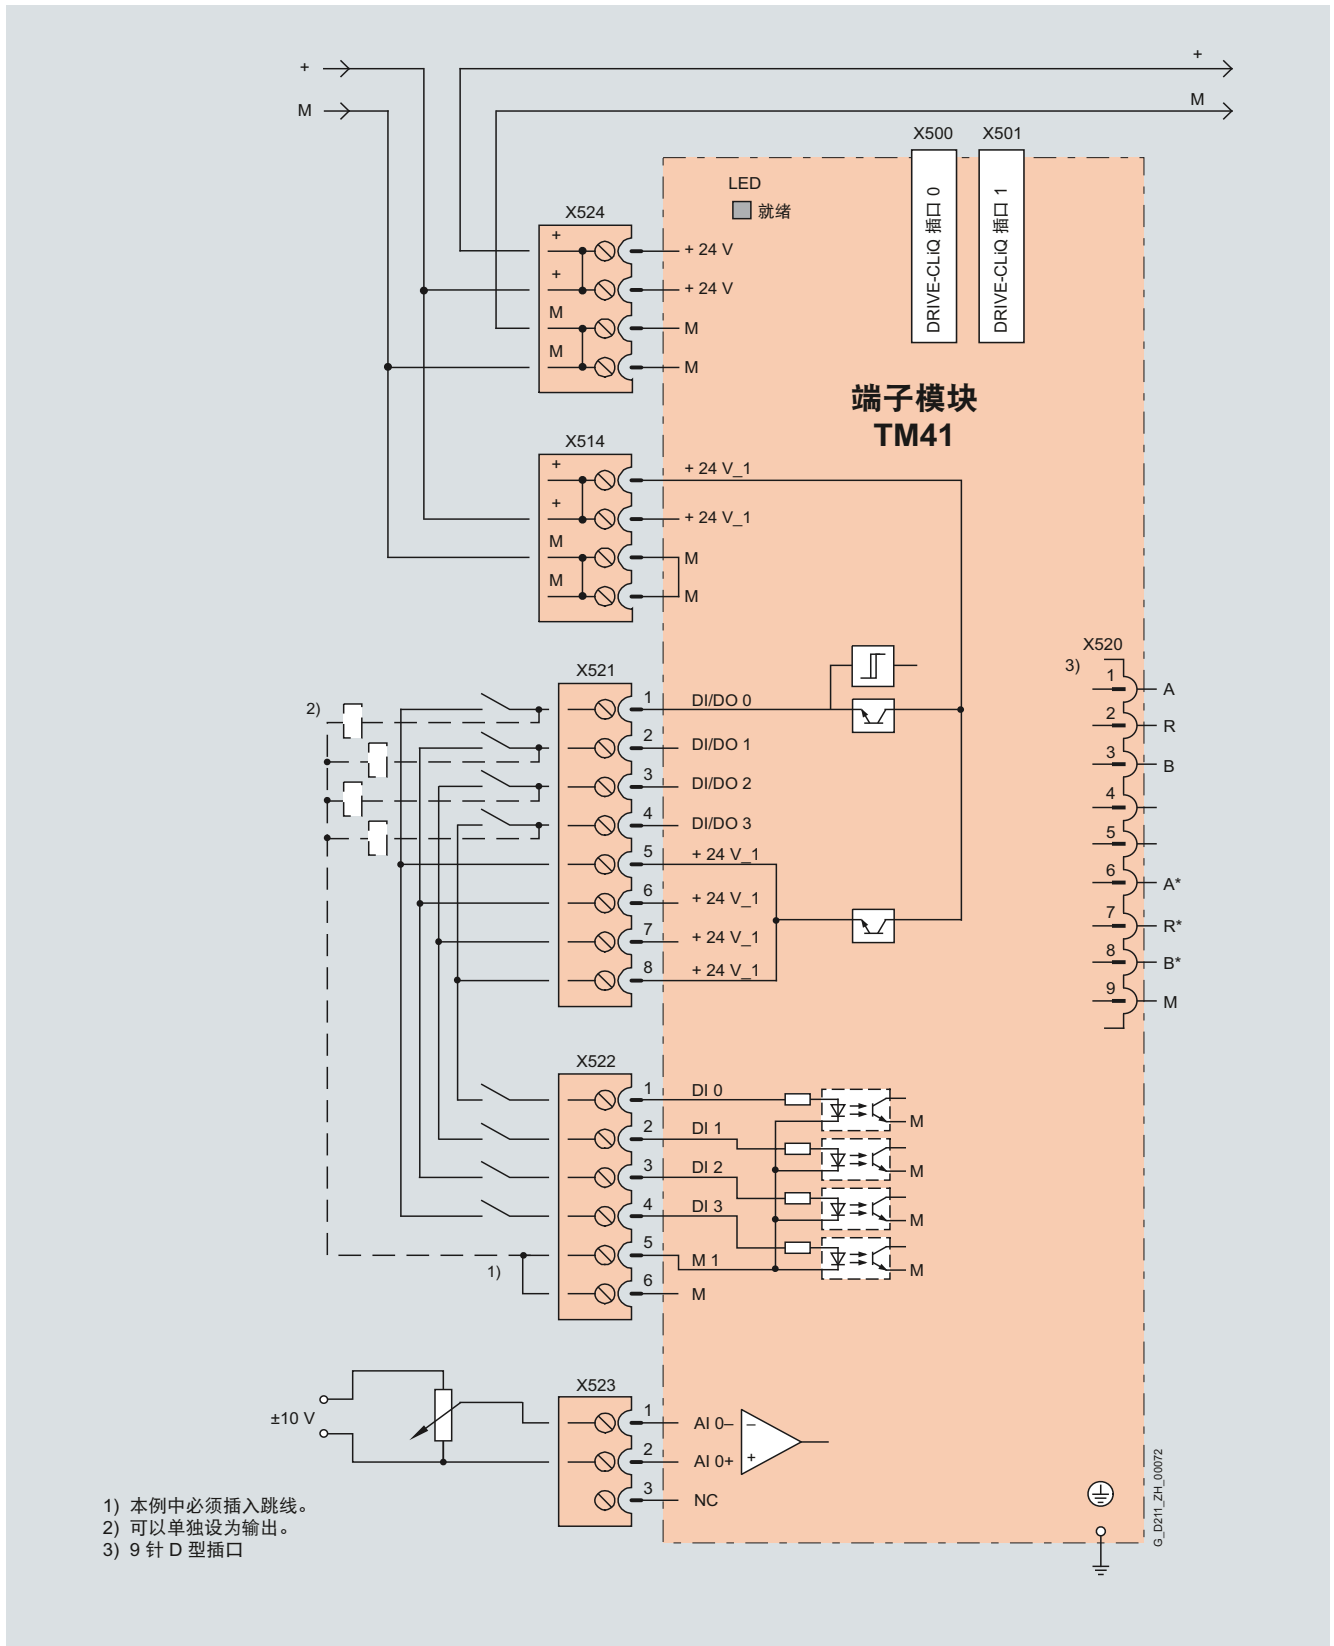 +
+
M
M
X500
X501
DRIVE-CLiQ 插口 0
DRIVE-CLiQ 插口 1
LED
就绪
X524
+
+ 24 V
+
+ 24 V
M
M
M
M
端子模块
TM41
X514
+
+ 24 V_1
+
+ 24 V_1
M
M
M
M
X520
3)
1
A
2
R
3
B
4
5
6
A*
7
R*
8
B*
9
M
X521
2)
1
DI/DO 0
2
DI/DO 1
3
DI/DO 2
4
DI/DO 3
5
+ 24 V_1
6
+ 24 V_1
7
+ 24 V_1
8
+ 24 V_1
X522
1
DI 0
M
2
DI 1
M
3
DI 2
M
4
DI 3
M
1)
5
M 1
6
M
X523
±10 V
1
AI 0–
–
2
AI 0+
+
3
NC
G_D211_ZH_00072
1) 本例中必须插入跳线。
2) 可以单独设为输出。
3) 9 针 D 型插口